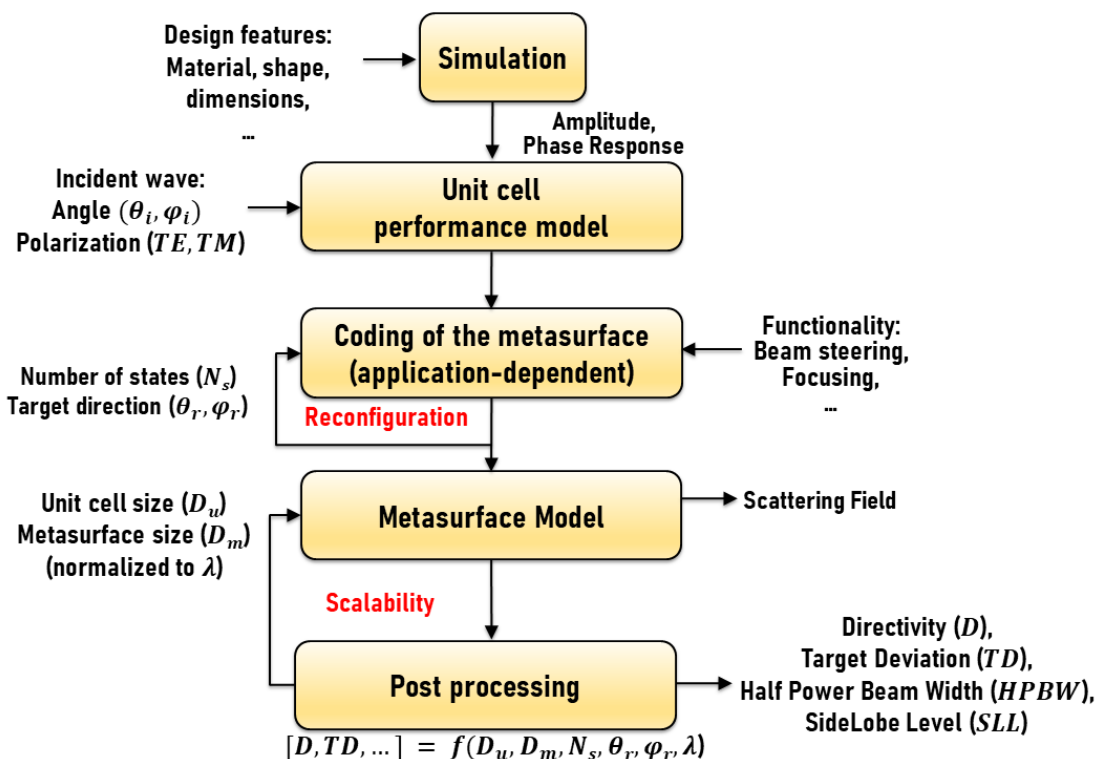 Design features:
Material, shape,
dimensions,
...
Simulation
Amplitude,
Phase Response
Incident wave:
Angle (θᵢ, φᵢ)
Polarization (TE, TM)
Unit cell
performance model
Coding of the metasurface
(application-dependent)
Functionality:
Beam steering,
Focusing,
...
Number of states (Nₛ)
Target direction (θᵣ, φᵣ)
Reconfiguration
Unit cell size (Dᵤ)
Metasurface size (Dₘ)
(normalized to λ)
Metasurface Model
Scattering Field
Scalability
Post processing
Directivity (D),
Target Deviation (TD),
Half Power Beam Width (HPBW),
SideLobe Level (SLL)
[D, TD, ...] = f(Dᵤ, Dₘ, Nₛ, θᵣ, φᵣ, λ)